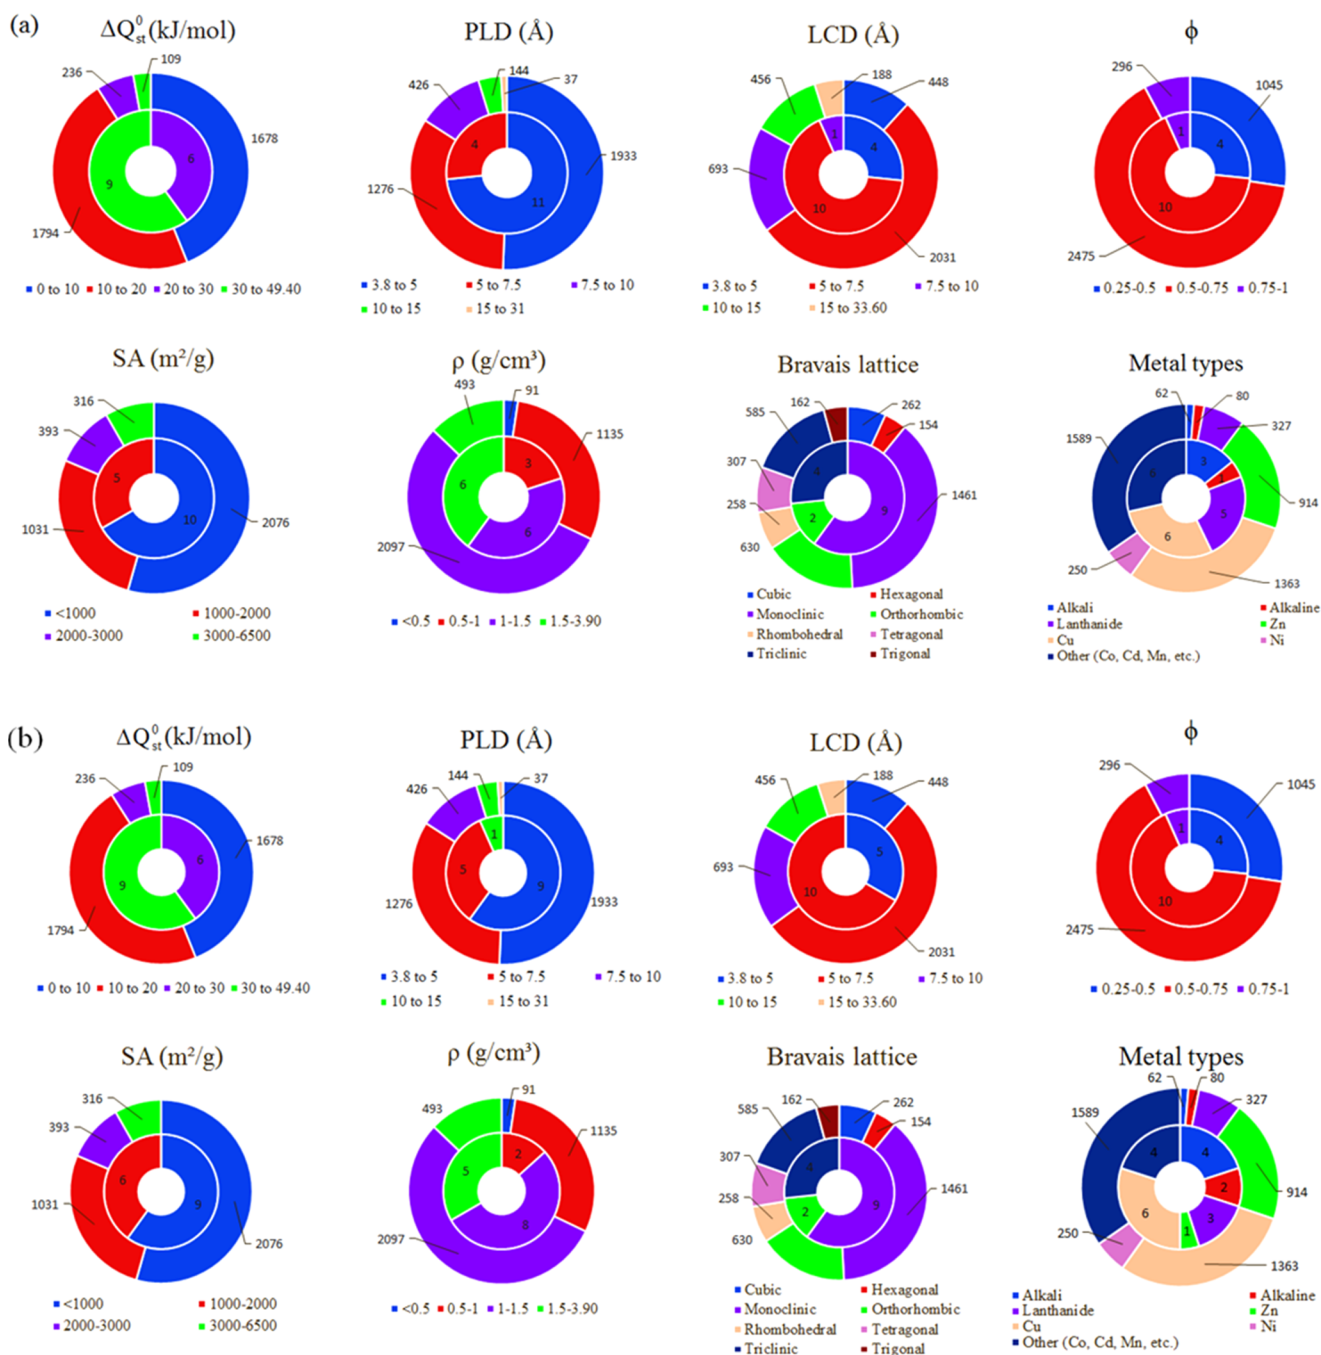 (a)
ΔQ⁰st (kJ/mol)
PLD (Å)
LCD (Å)
ϕ
236
109
1678
1794
9
6
0 to 10 10 to 20 20 to 30 30 to 49.40
426
144
37
1933
1276
4
11
3.8 to 5 5 to 7.5 7.5 to 10
10 to 15 15 to 31
456
188
448
693
2031
1
4
10
3.8 to 5 5 to 7.5 7.5 to 10
10 to 15 15 to 33.60
296
1045
2475
1
4
10
0.25-0.5 0.5-0.75 0.75-1
SA (m²/g)
ρ (g/cm³)
Bravais lattice
Metal types
316
393
1031
2076
5
10
<1000 1000-2000
2000-3000 3000-6500
493
91
1135
2097
3
6
6
<0.5 0.5-1 1-1.5 1.5-3.90
162
262
585
154
307
258
630
1461
4
2
9
Cubic Hexagonal
Monoclinic Orthorhombic
Rhombohedral Tetragonal
Triclinic Trigonal
62
80
327
1589
914
250
1363
6
3
1
5
6
Alkali Alkaline
Lanthanide Zn
Cu Ni
Other (Co, Cd, Mn, etc.)
(b)
ΔQ⁰st (kJ/mol)
PLD (Å)
LCD (Å)
ϕ
236
109
1678
1794
9
6
0 to 10 10 to 20 20 to 30 30 to 49.40
144
37
426
1276
1933
1
5
9
3.8 to 5 5 to 7.5 7.5 to 10
10 to 15 15 to 31
456
188
448
693
2031
5
10
3.8 to 5 5 to 7.5 7.5 to 10
10 to 15 15 to 33.60
296
1045
2475
1
4
10
0.25-0.5 0.5-0.75 0.75-1
SA (m²/g)
ρ (g/cm³)
Bravais lattice
Metal types
316
393
1031
2076
6
9
<1000 1000-2000
2000-3000 3000-6500
493
91
1135
2097
2
5
8
<0.5 0.5-1 1-1.5 1.5-3.90
162
262
585
154
307
258
630
1461
4
2
9
Cubic Hexagonal
Monoclinic Orthorhombic
Rhombohedral Tetragonal
Triclinic Trigonal
62
80
327
1589
914
250
1363
4
4
2
3
1
6
Alkali Alkaline
Lanthanide Zn
Cu Ni
Other (Co, Cd, Mn, etc.)